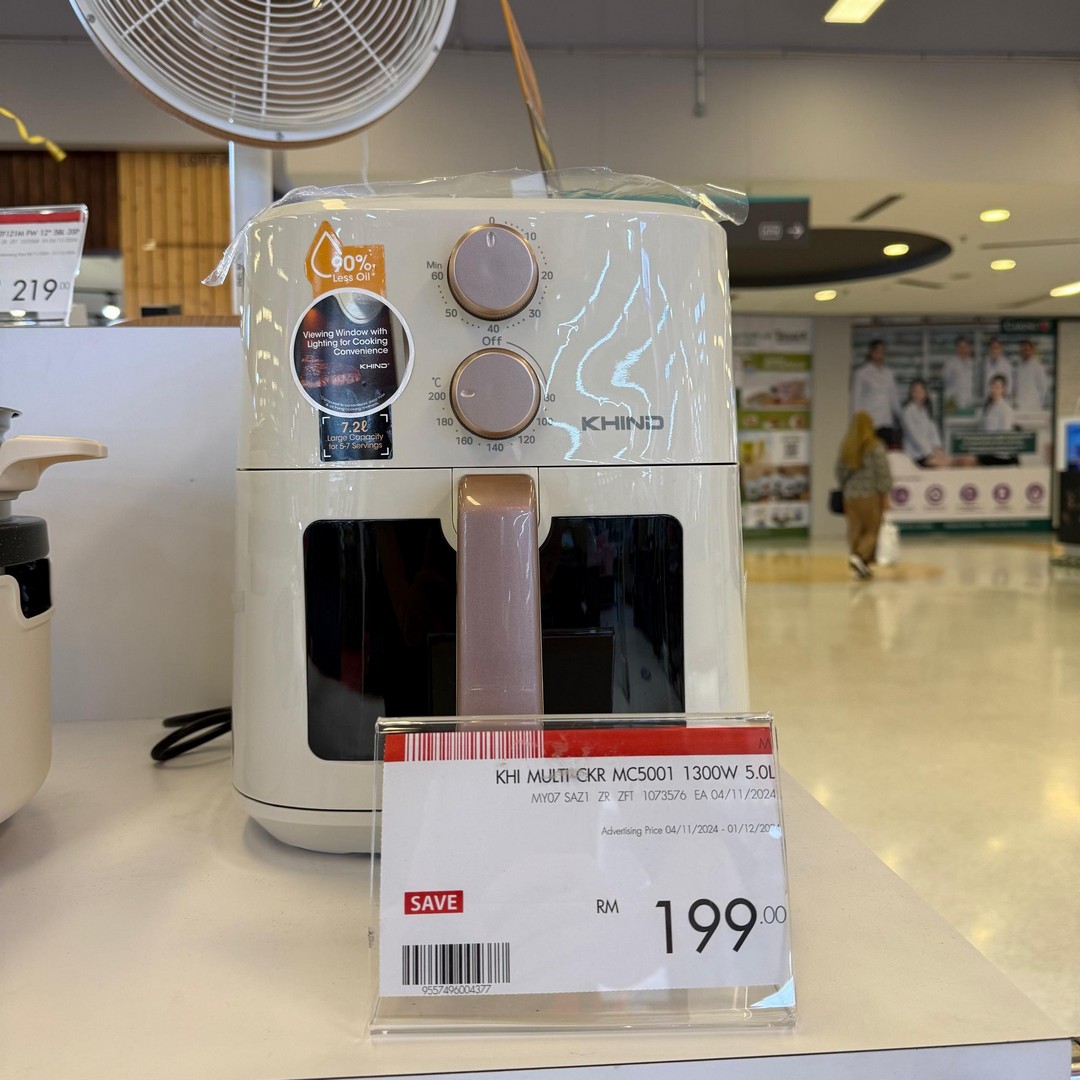 219.00
90%
Less Oil*
Viewing Window with
Lighting for Cooking
Convenience
KHIND
7.2ℓ
Large Capacity
for 5-7 Servings
0
10
20
30
40
50
Min
60
Off
80
100
120
140
160
180
200
°C
KHIND
KHI MULTI CKR MC5001 1300W 5.0L
MY07 SAZ1 ZR ZFT 1073576 EA 04/11/2024
Advertising Price 04/11/2024 - 01/12/202
SAVE
RM 199.00
9557496004377